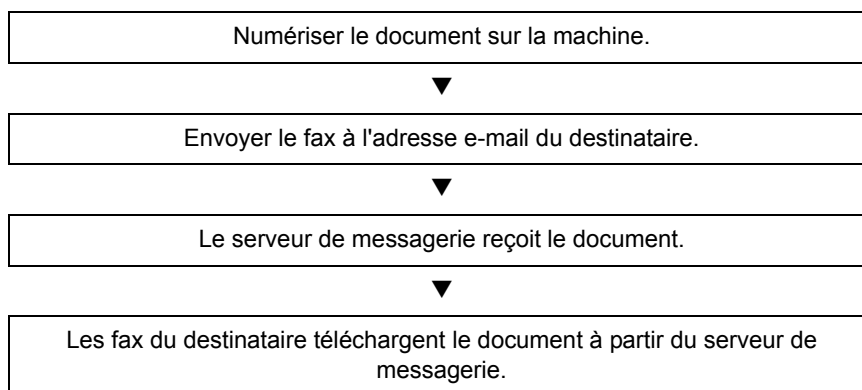 Numériser le document sur la machine.
Envoyer le fax à l'adresse e-mail du destinataire.
Le serveur de messagerie reçoit le document.
Les fax du destinataire téléchargent le document à partir du serveur de
messagerie.